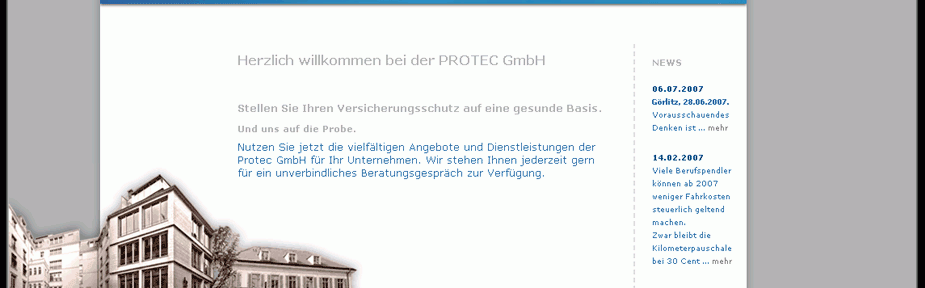 Herzlich willkommen bei der PROTEC GmbH
Stellen Sie Ihren Versicherungsschutz auf eine gesunde Basis.
Und uns auf die Probe.
Nutzen Sie jetzt die vielfältigen Angebote und Dienstleistungen der
Protec GmbH für Ihr Unternehmen. Wir stehen Ihnen jederzeit gern
für ein unverbindliches Beratungsgespräch zur Verfügung.
NEWS
06.07.2007
Görlitz, 28.06.2007.
Vorausschauendes
Denken ist ... mehr
14.02.2007
Viele Berufspendler
können ab 2007
weniger Fahrkosten
steuerlich geltend
machen.
Zwar bleibt die
Kilometerpauschale
bei 30 Cent ... mehr